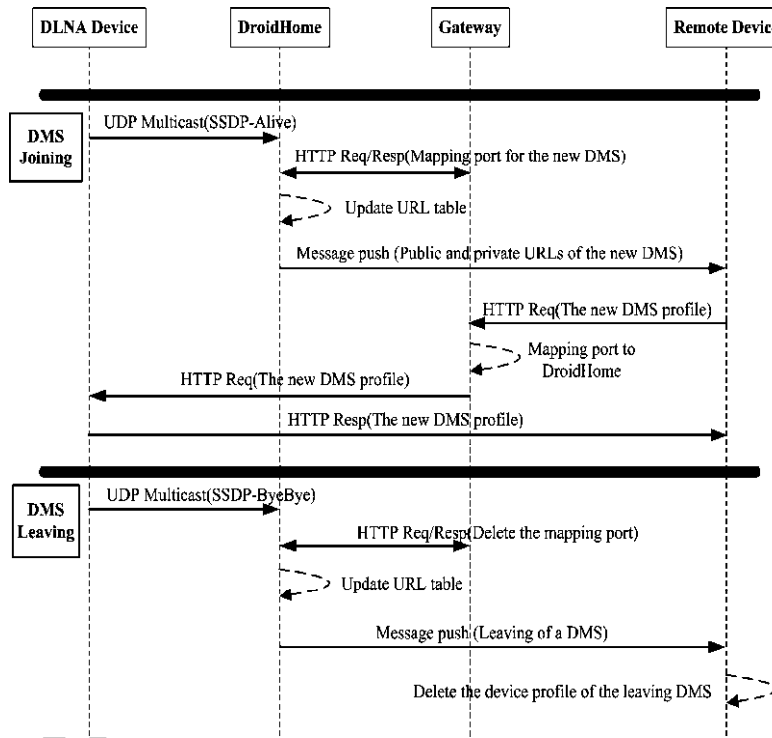 DLNA Device
DroidHome
Gateway
Remote Device
DMS
Joining
UDP Multicast(SSDP-Alive)
HTTP Req/Resp(Mapping port for the new DMS)
Update URL table
Message push (Public and private URLs of the new DMS)
HTTP Req(The new DMS profile)
Mapping port to
DroidHome
HTTP Req(The new DMS profile)
HTTP Resp(The new DMS profile)
DMS
Leaving
UDP Multicast(SSDP-ByeBye)
HTTP Req/Resp(Delete the mapping port)
Update URL table
Message push (Leaving of a DMS)
Delete the device profile of the leaving DMS